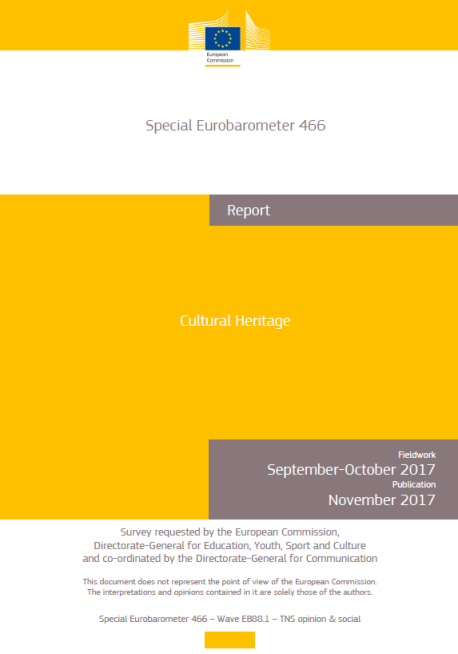 European
Commission
Special Eurobarometer 466
Report
Cultural Heritage
Fieldwork
September-October 2017
Publication
November 2017
Survey requested by the European Commission,
Directorate-General for Education, Youth, Sport and Culture
and co-ordinated by the Directorate-General for Communication
This document does not represent the point of view of the European Commission.
The interpretations and opinions contained in it are solely those of the authors.
Special Eurobarometer 466 – Wave EB88.1 – TNS opinion & social